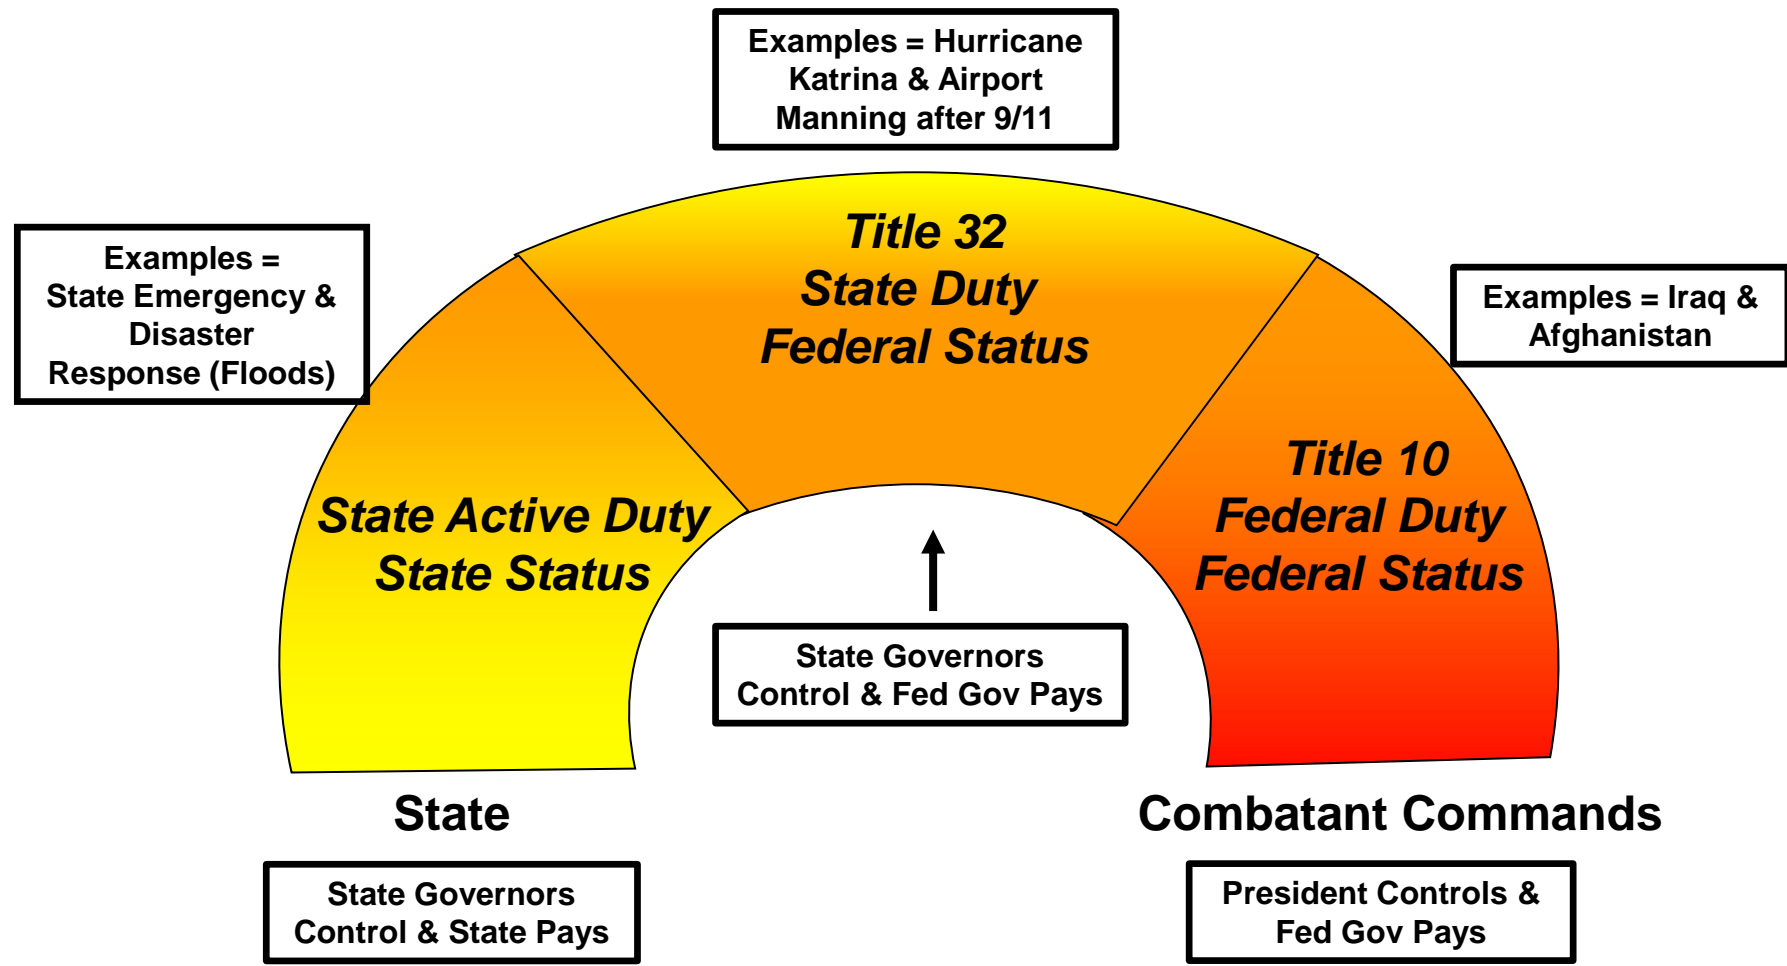 Examples = Hurricane
Katrina & Airport
Manning after 9/11
Examples =
State Emergency &
Disaster
Response (Floods)
Title 32
State Duty
Federal Status
Examples = Iraq &
Afghanistan
State Active Duty
State Status
Title 10
Federal Duty
Federal Status
State Governors
Control & Fed Gov Pays
State
Combatant Commands
State Governors
Control & State Pays
President Controls &
Fed Gov Pays